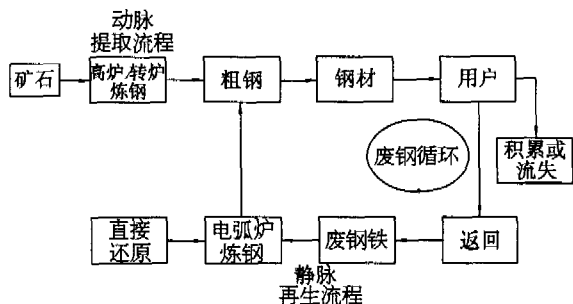 动脉
提取流程
矿石
高炉/转炉
炼钢
粗钢
钢材
用户
废钢循环
积累或
流失
直接
还原
电弧炉
炼钢
废钢铁
返回
静脉
再生流程